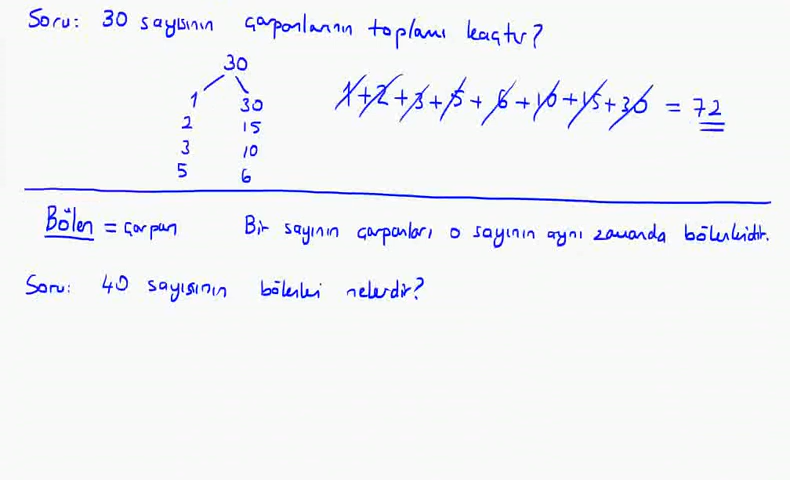 Soru: 30 sayısının çarpanlarının toplamı kaçtır?
30
1 30
2 15
3 10
5 6
1+2+3+5+6+10+15+30 = 72
Bölen = çarpan Bir sayının çarpanları o sayının aynı zamanda bölenleridir.
Soru: 40 sayısının bölenleri nelerdir?